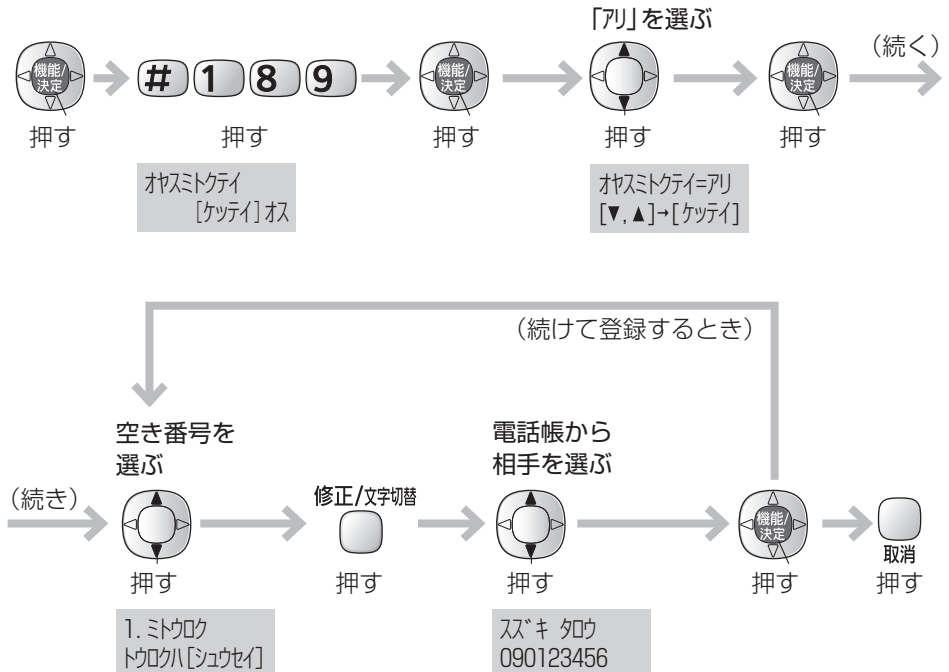 「ｱﾘ」を選ぶ
機能/決定
#189
機能/決定
機能/決定
（続く）
押す
押す
押す
押す
押す
ｵﾔｽﾐﾄｸﾃｲ
[ｹｯﾃｲ]ｵｽ
ｵﾔｽﾐﾄｸﾃｲ=ｱﾘ
[▼,▲]→[ｹｯﾃｲ]
（続けて登録するとき）
空き番号を
選ぶ
電話帳から
相手を選ぶ
（続き）
修正/文字切替
機能/決定
取消
押す
押す
押す
押す
押す
1.ﾐﾄｳﾛｸ
ﾄｳﾛｸﾊ[ｼｭｳｾｲ]
ｽｽﾞｷ ﾀﾛｳ
090123456